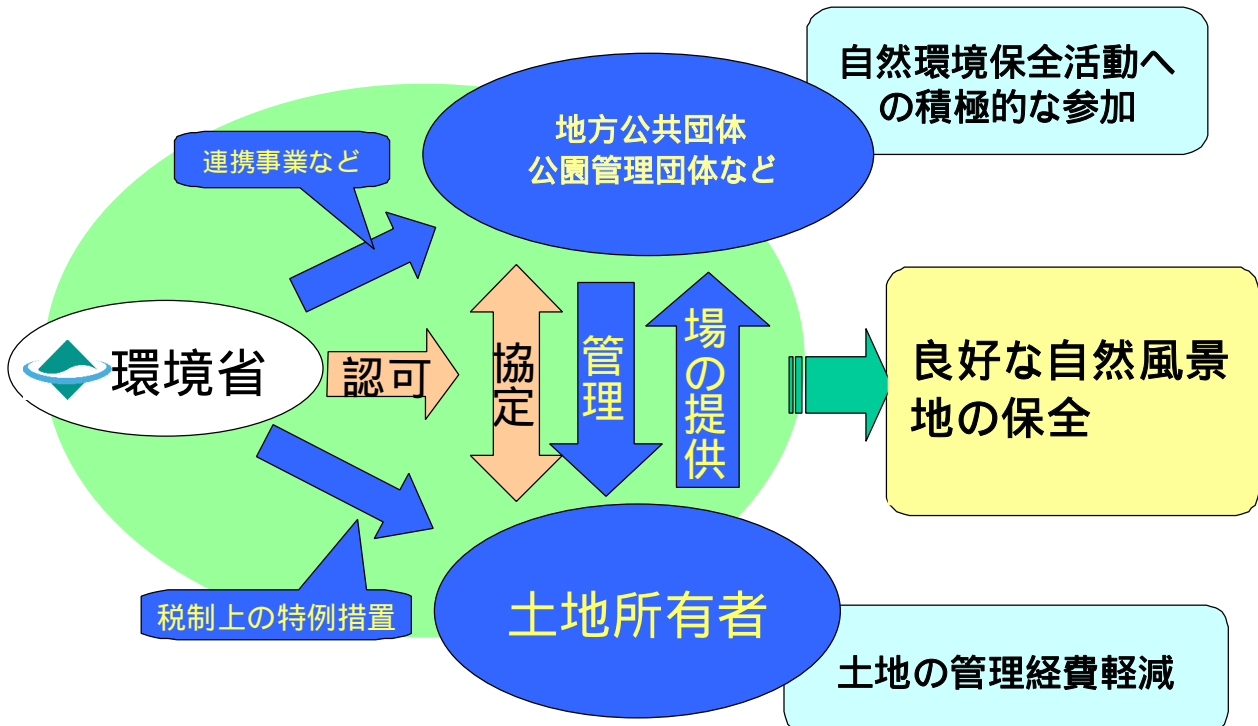 自然環境保全活動へ
の積極的な参加
地方公共団体
公園管理団体など
連携事業など
環境省
認可
協定
管理
場の提供
良好な自然風景
地の保全
税制上の特例措置
土地所有者
土地の管理経費軽減